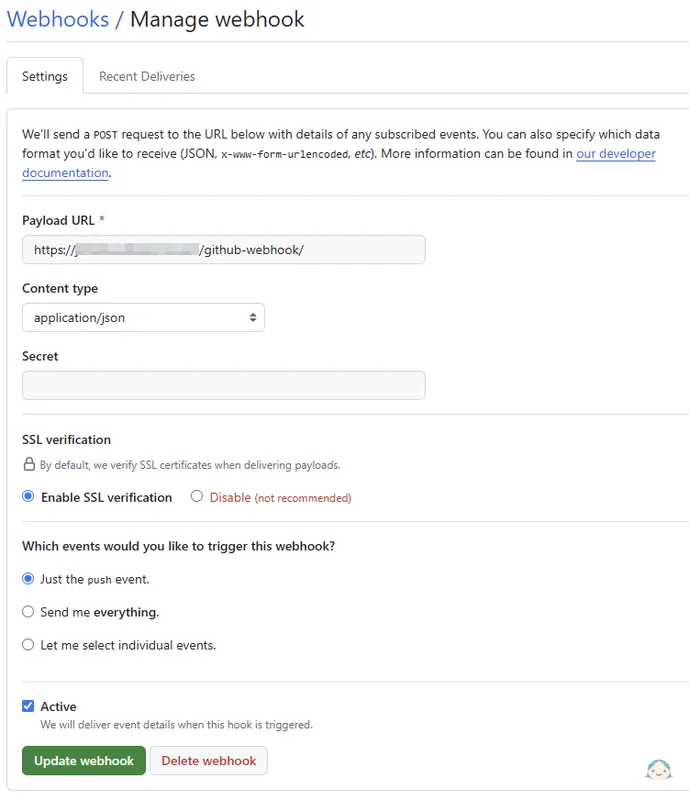 Webhooks / Manage webhook
Settings
Recent Deliveries
We'll send a POST request to the URL below with details of any subscribed events. You can also specify which data
format you'd like to receive (JSON, x-www-form-urlencoded, etc). More information can be found in our developer
documentation.
Payload URL *
https:// /github-webhook/
Content type
application/json
Secret
SSL verification
By default, we verify SSL certificates when delivering payloads.
Enable SSL verification
Disable (not recommended)
Which events would you like to trigger this webhook?
Just the push event.
Send me everything.
Let me select individual events.
Active
We will deliver event details when this hook is triggered.
Update webhook
Delete webhook